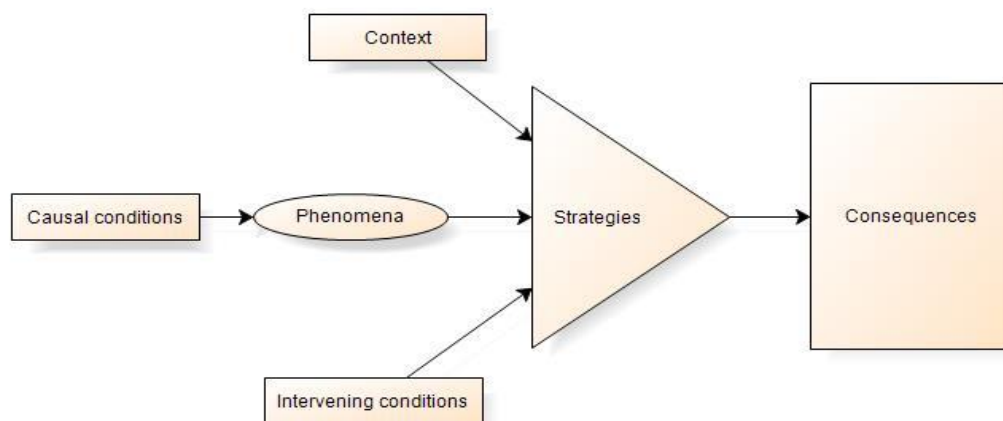 Context
Causal conditions
Phenomena
Strategies
Consequences
Intervening conditions